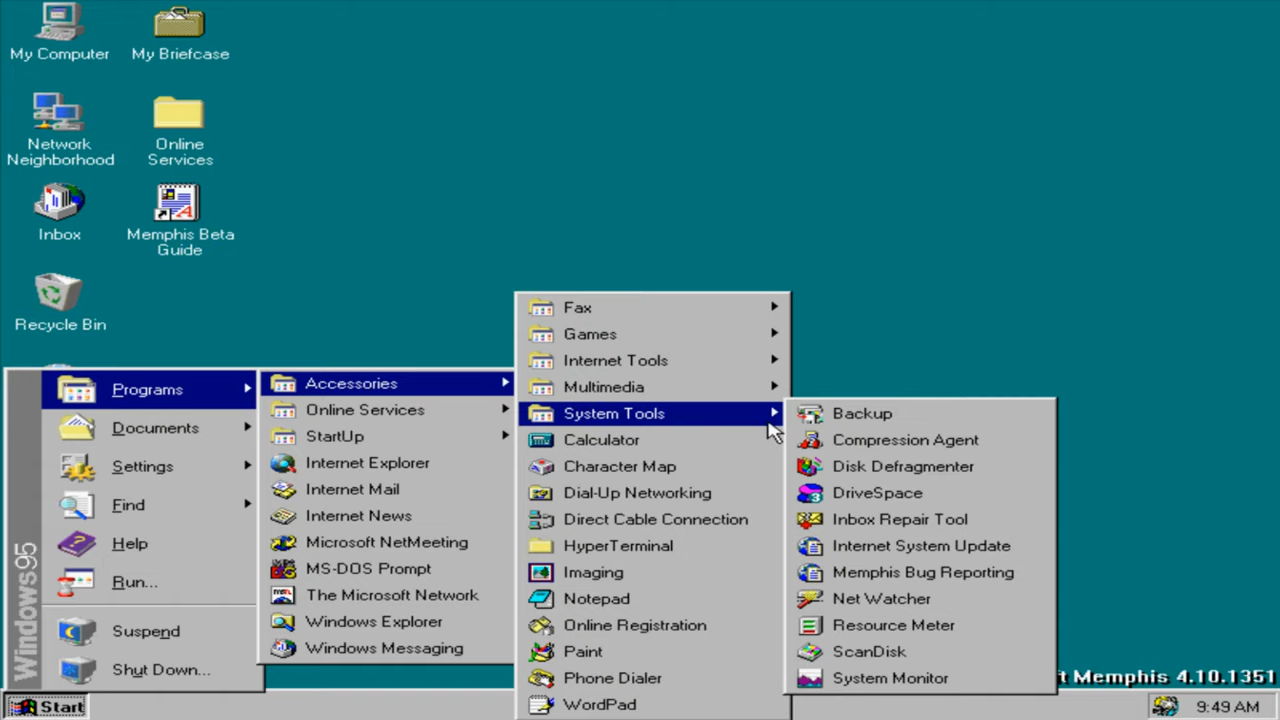 My Computer
My Briefcase
Network
Neighborhood
Online
Services
Inbox
Memphis Beta
Guide
Recycle Bin
Windows95
Programs
Documents
Settings
Find
Help
Run...
Suspend
Shut Down...
Accessories
Online Services
StartUp
Internet Explorer
Internet Mail
Internet News
Microsoft NetMeeting
MS-DOS Prompt
The Microsoft Network
Windows Explorer
Windows Messaging
Fax
Games
Internet Tools
Multimedia
System Tools
Calculator
Character Map
Dial-Up Networking
Direct Cable Connection
HyperTerminal
Imaging
Notepad
Online Registration
Paint
Phone Dialer
WordPad
Backup
Compression Agent
Disk Defragmenter
DriveSpace
Inbox Repair Tool
Internet System Update
Memphis Bug Reporting
Net Watcher
Resource Meter
ScanDisk
System Monitor
ft Memphis 4.10.1351
Start
9:49 AM